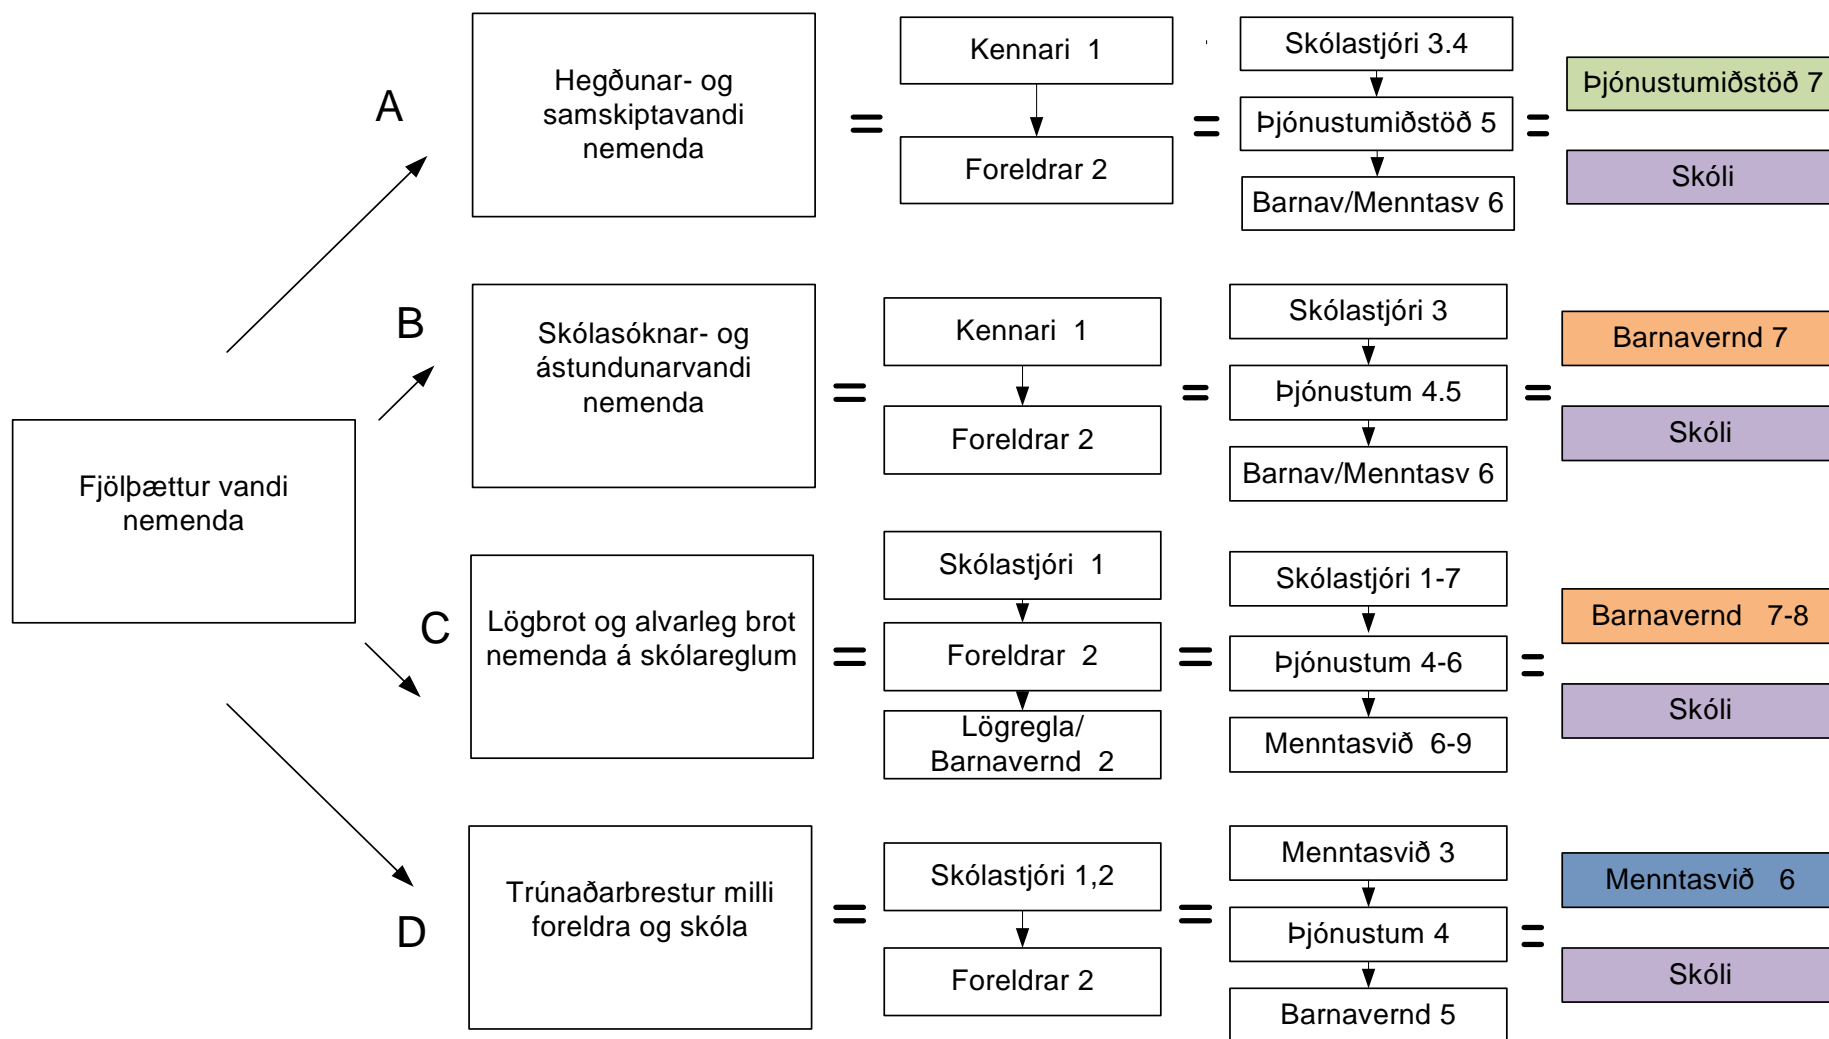 Fjölþættur vandi
nemenda
A
Hegðunar- og
samskiptavandi
nemenda
=
Kennari 1
Foreldrar 2
=
Skólastjóri 3.4
Þjónustumiðstöð 5
Barnav/Menntasv 6
=
Þjónustumiðstöð 7
Skóli
B
Skólasóknar- og
ástundunarvandi
nemenda
=
Kennari 1
Foreldrar 2
=
Skólastjóri 3
Þjónustum 4.5
Barnav/Menntasv 6
=
Barnavernd 7
Skóli
C
Lögbrot og alvarleg brot
nemenda á skólareglum
=
Skólastjóri 1
Foreldrar 2
Lögregla/
Barnavernd 2
=
Skólastjóri 1-7
Þjónustum 4-6
Menntasvið 6-9
=
Barnavernd 7-8
Skóli
D
Trúnaðarbrestur milli
foreldra og skóla
=
Skólastjóri 1,2
Foreldrar 2
=
Menntasvið 3
Þjónustum 4
Barnavernd 5
=
Menntasvið 6
Skóli